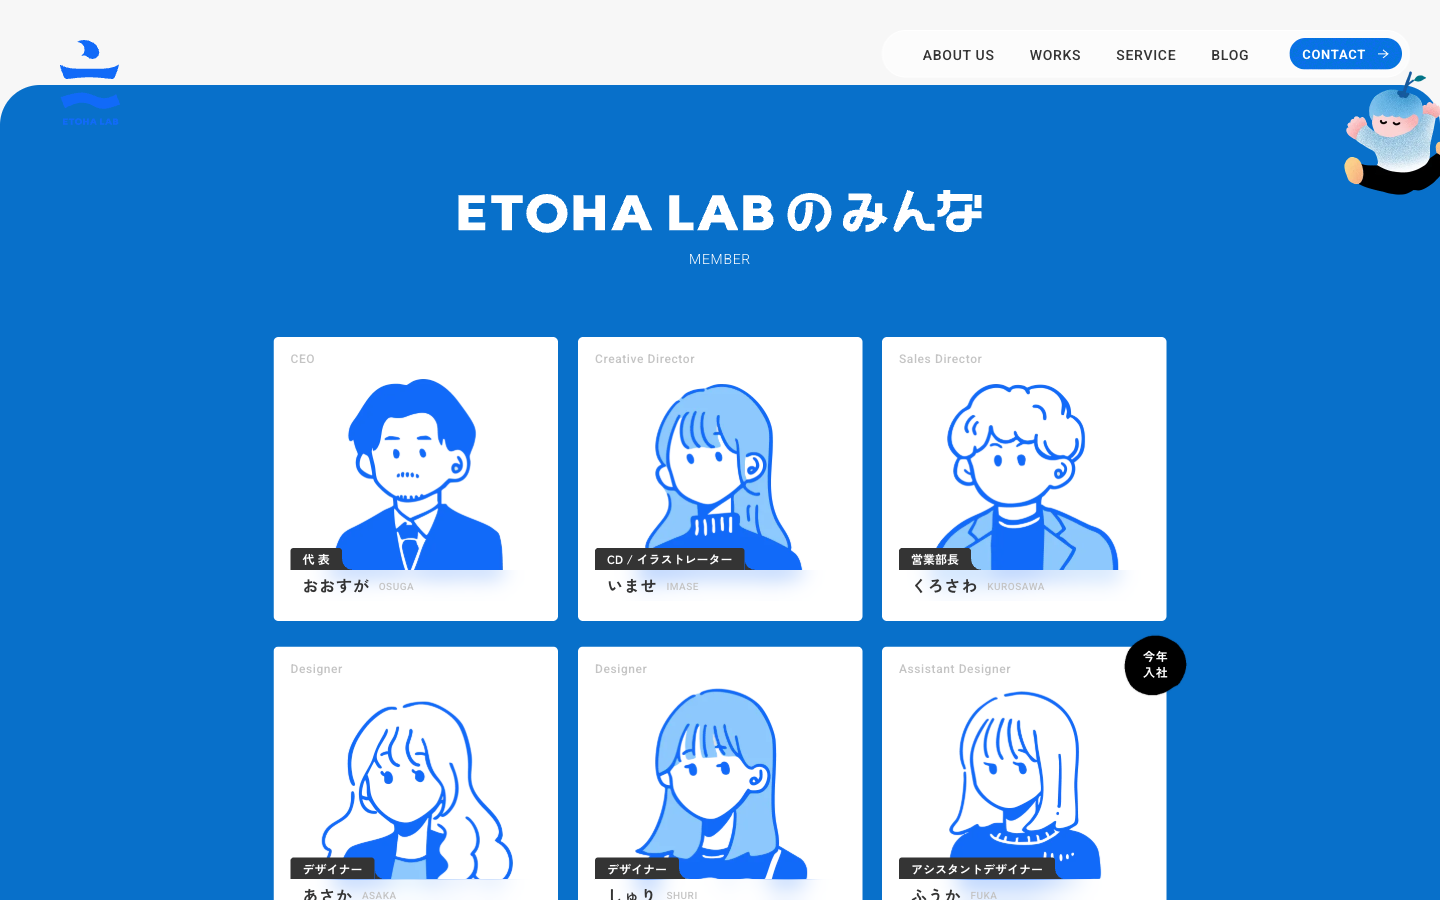 ABOUT US
WORKS
SERVICE
BLOG
CONTACT
ETOHA LAB
ETOHA LABのみんな
MEMBER
CEO
代表
おおすが OSUGA
Creative Director
CD / イラストレーター
いませ IMASE
Sales Director
営業部長
くろさわ KUROSAWA
Designer
デザイナー
あさか ASAKA
Designer
デザイナー
しゅり SHURI
今年
入社
Assistant Designer
アシスタントデザイナー
ふうか FUKA